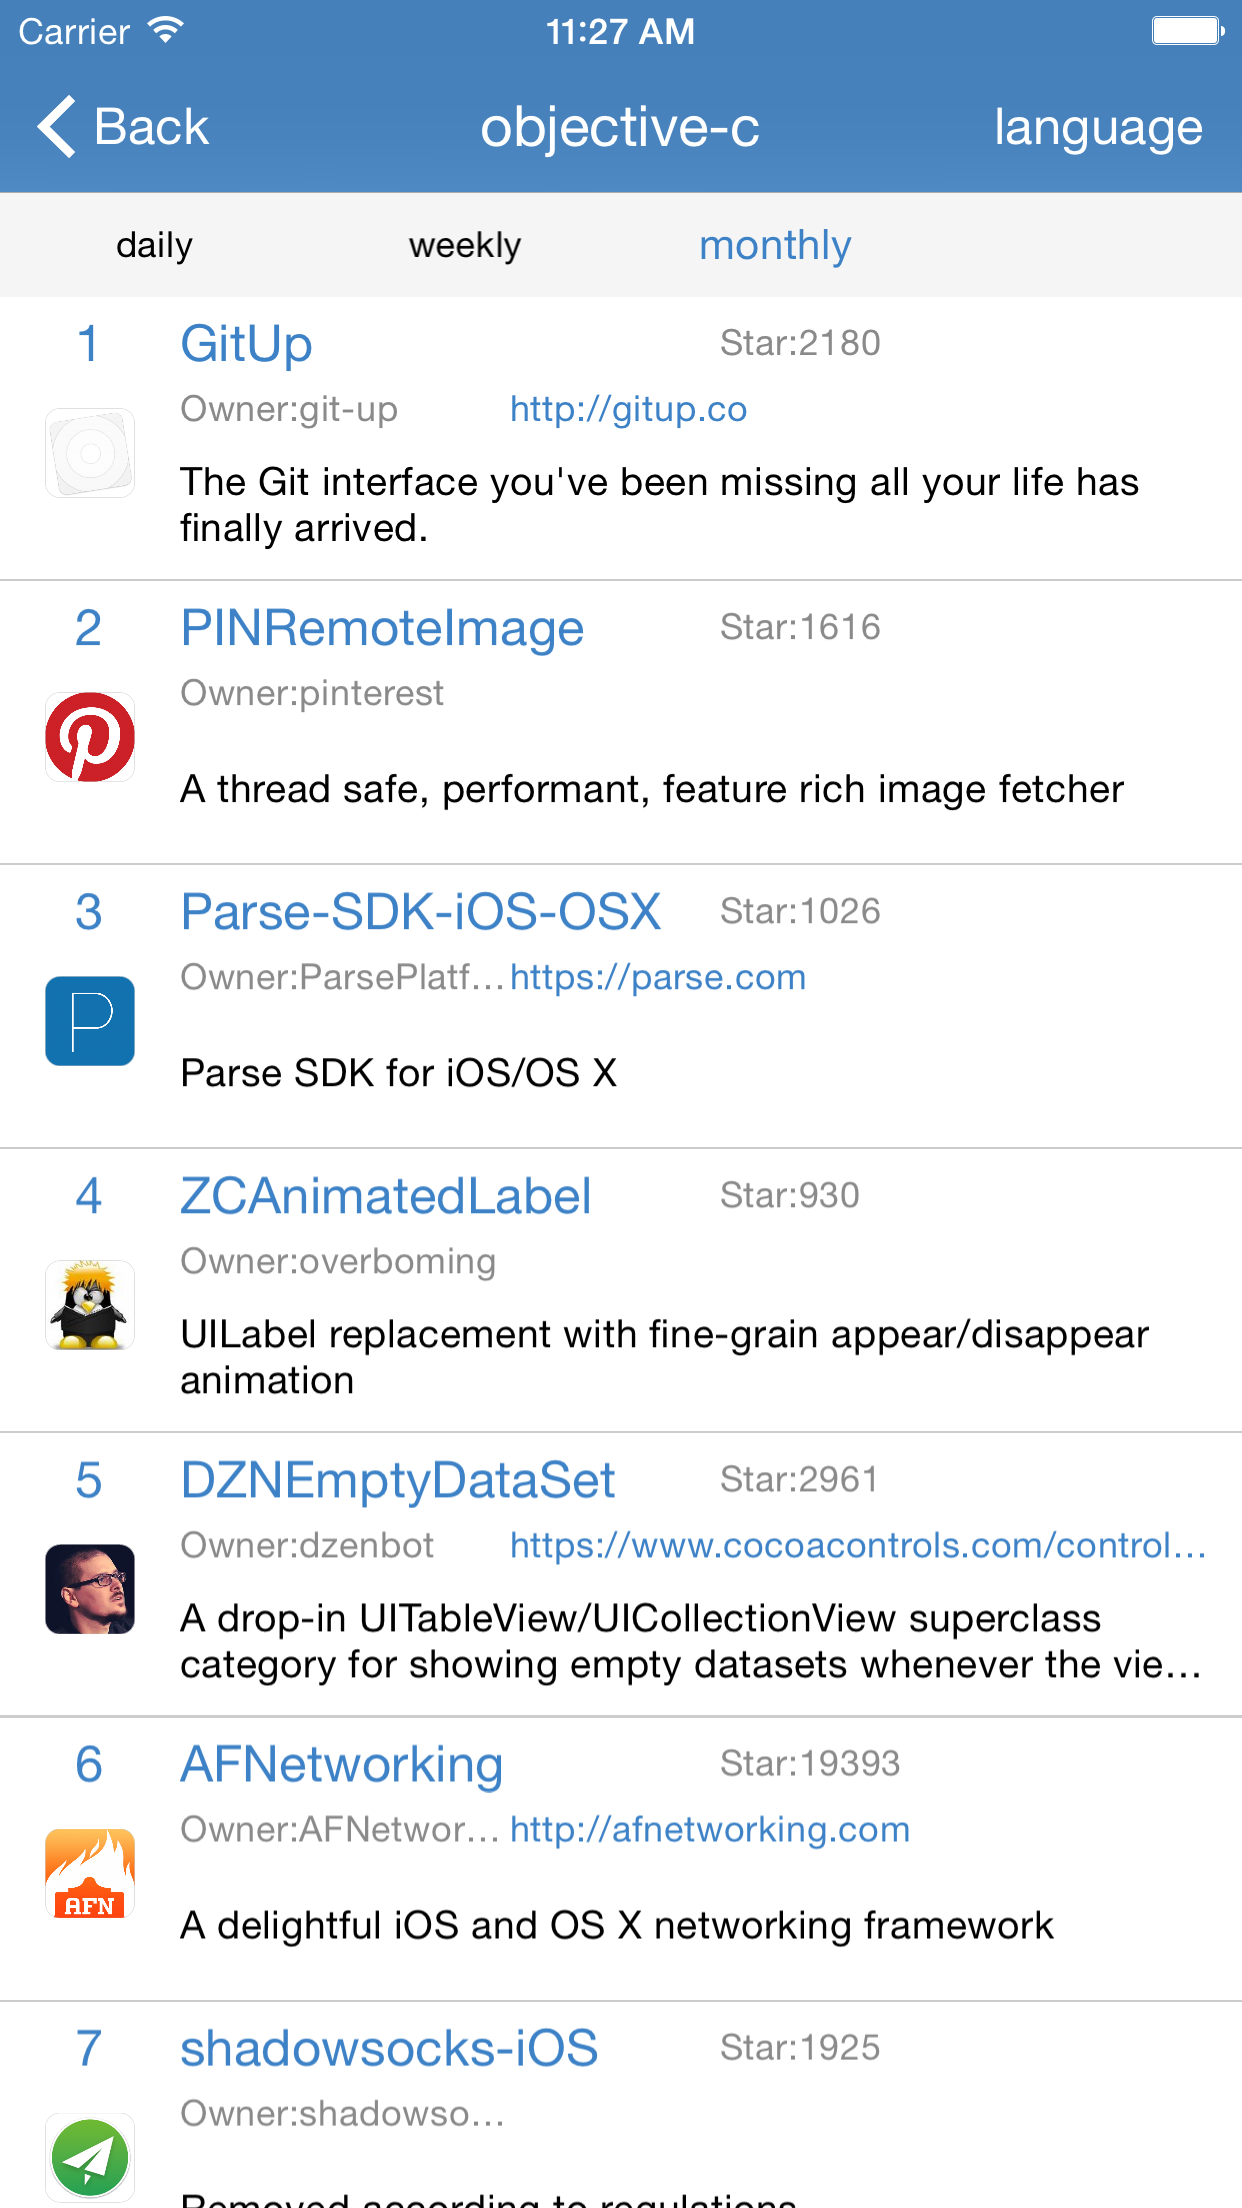 Carrier 11:27 AM
Back objective-c language
daily weekly monthly
1 GitUp Star:2180
Owner:git-up http://gitup.co
The Git interface you've been missing all your life has
finally arrived.
2 PINRemoteImage Star:1616
Owner:pinterest
A thread safe, performant, feature rich image fetcher
3 Parse-SDK-iOS-OSX Star:1026
Owner:ParsePlatf... https://parse.com
P
Parse SDK for iOS/OS X
4 ZCAnimatedLabel Star:930
Owner:overboming
UILabel replacement with fine-grain appear/disappear
animation
5 DZNEmptyDataSet Star:2961
Owner:dzenbot https://www.cocoacontrols.com/control...
A drop-in UITableView/UICollectionView superclass
category for showing empty datasets whenever the vie...
6 AFNetworking Star:19393
Owner:AFNetwor... http://afnetworking.com
AFN
A delightful iOS and OS X networking framework
7 shadowsocks-iOS Star:1925
Owner:shadowso...
Removed according to regulations